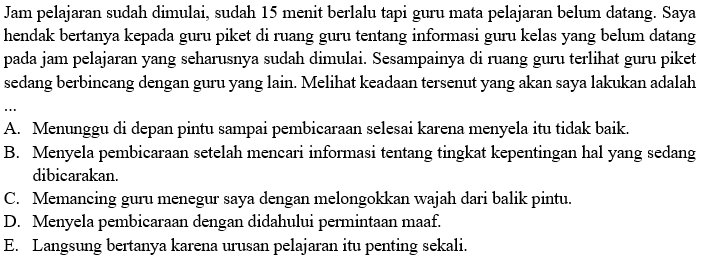 Jam pelajaran sudah dimulai, sudah 15 menit berlalu tapi guru mata pelajaran belum datang. Saya
hendak bertanya kepada guru piket di ruang guru tentang informasi guru kelas yang belum datang
pada jam pelajaran yang seharusnya sudah dimulai. Sesampainya di ruang guru terlihat guru piket
sedang berbincang dengan guru yang lain. Melihat keadaan tersenut yang akan saya lakukan adalah
...
A. Menunggu di depan pintu sampai pembicaraan selesai karena menyela itu tidak baik.
B. Menyela pembicaraan setelah mencari informasi tentang tingkat kepentingan hal yang sedang
dibicarakan.
C. Memancing guru menegur saya dengan melongokkan wajah dari balik pintu.
D. Menyela pembicaraan dengan didahului permintaan maaf.
E. Langsung bertanya karena urusan pelajaran itu penting sekali.